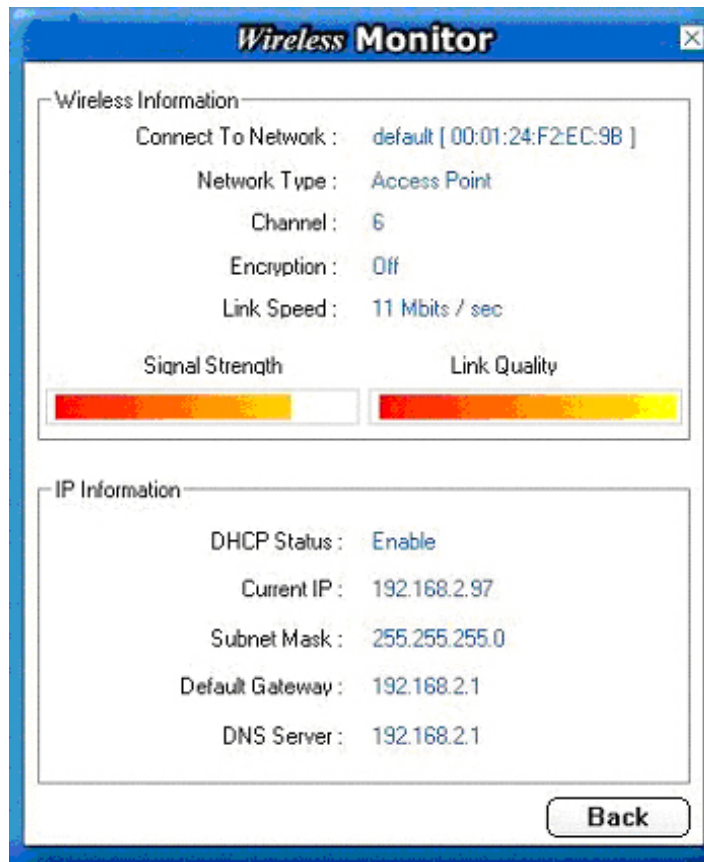 Wireless Monitor
Wireless Information
Connect To Network : default [ 00:01:24:F2:EC:9B ]
Network Type : Access Point
Channel : 6
Encryption : Off
Link Speed : 11 Mbits / sec
Signal Strength Link Quality
IP Information
DHCP Status : Enable
Current IP : 192.168.2.97
Subnet Mask : 255.255.255.0
Default Gateway : 192.168.2.1
DNS Server : 192.168.2.1
Back